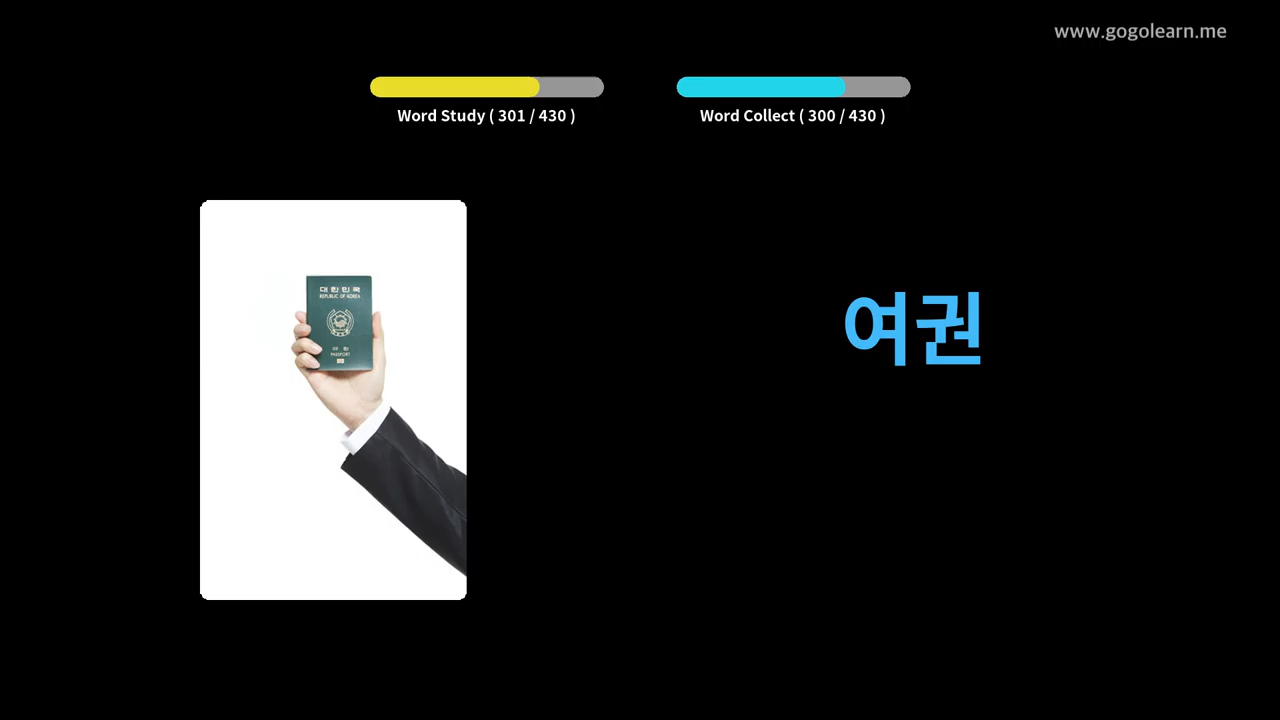 www.gogolearn.me
Word Study ( 301 / 430 )
Word Collect ( 300 / 430 )
대한민국
REPUBLIC OF KOREA
여권
PASSPORT
여권